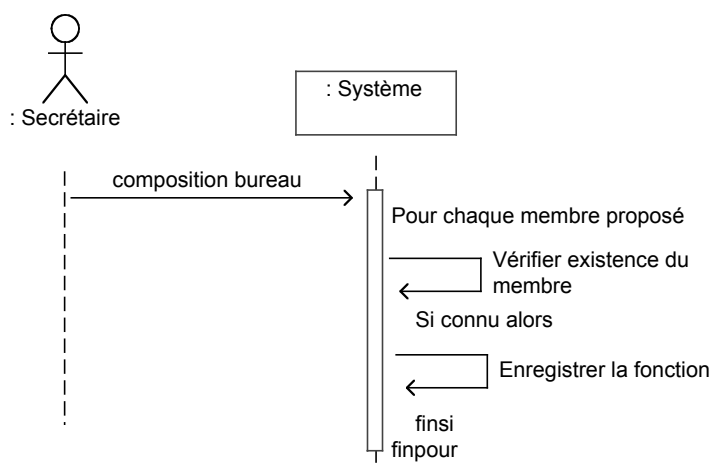 : Secrétaire
: Système
composition bureau
Pour chaque membre proposé
Vérifier existence du
membre
Si connu alors
Enregistrer la fonction
finsi
finpour